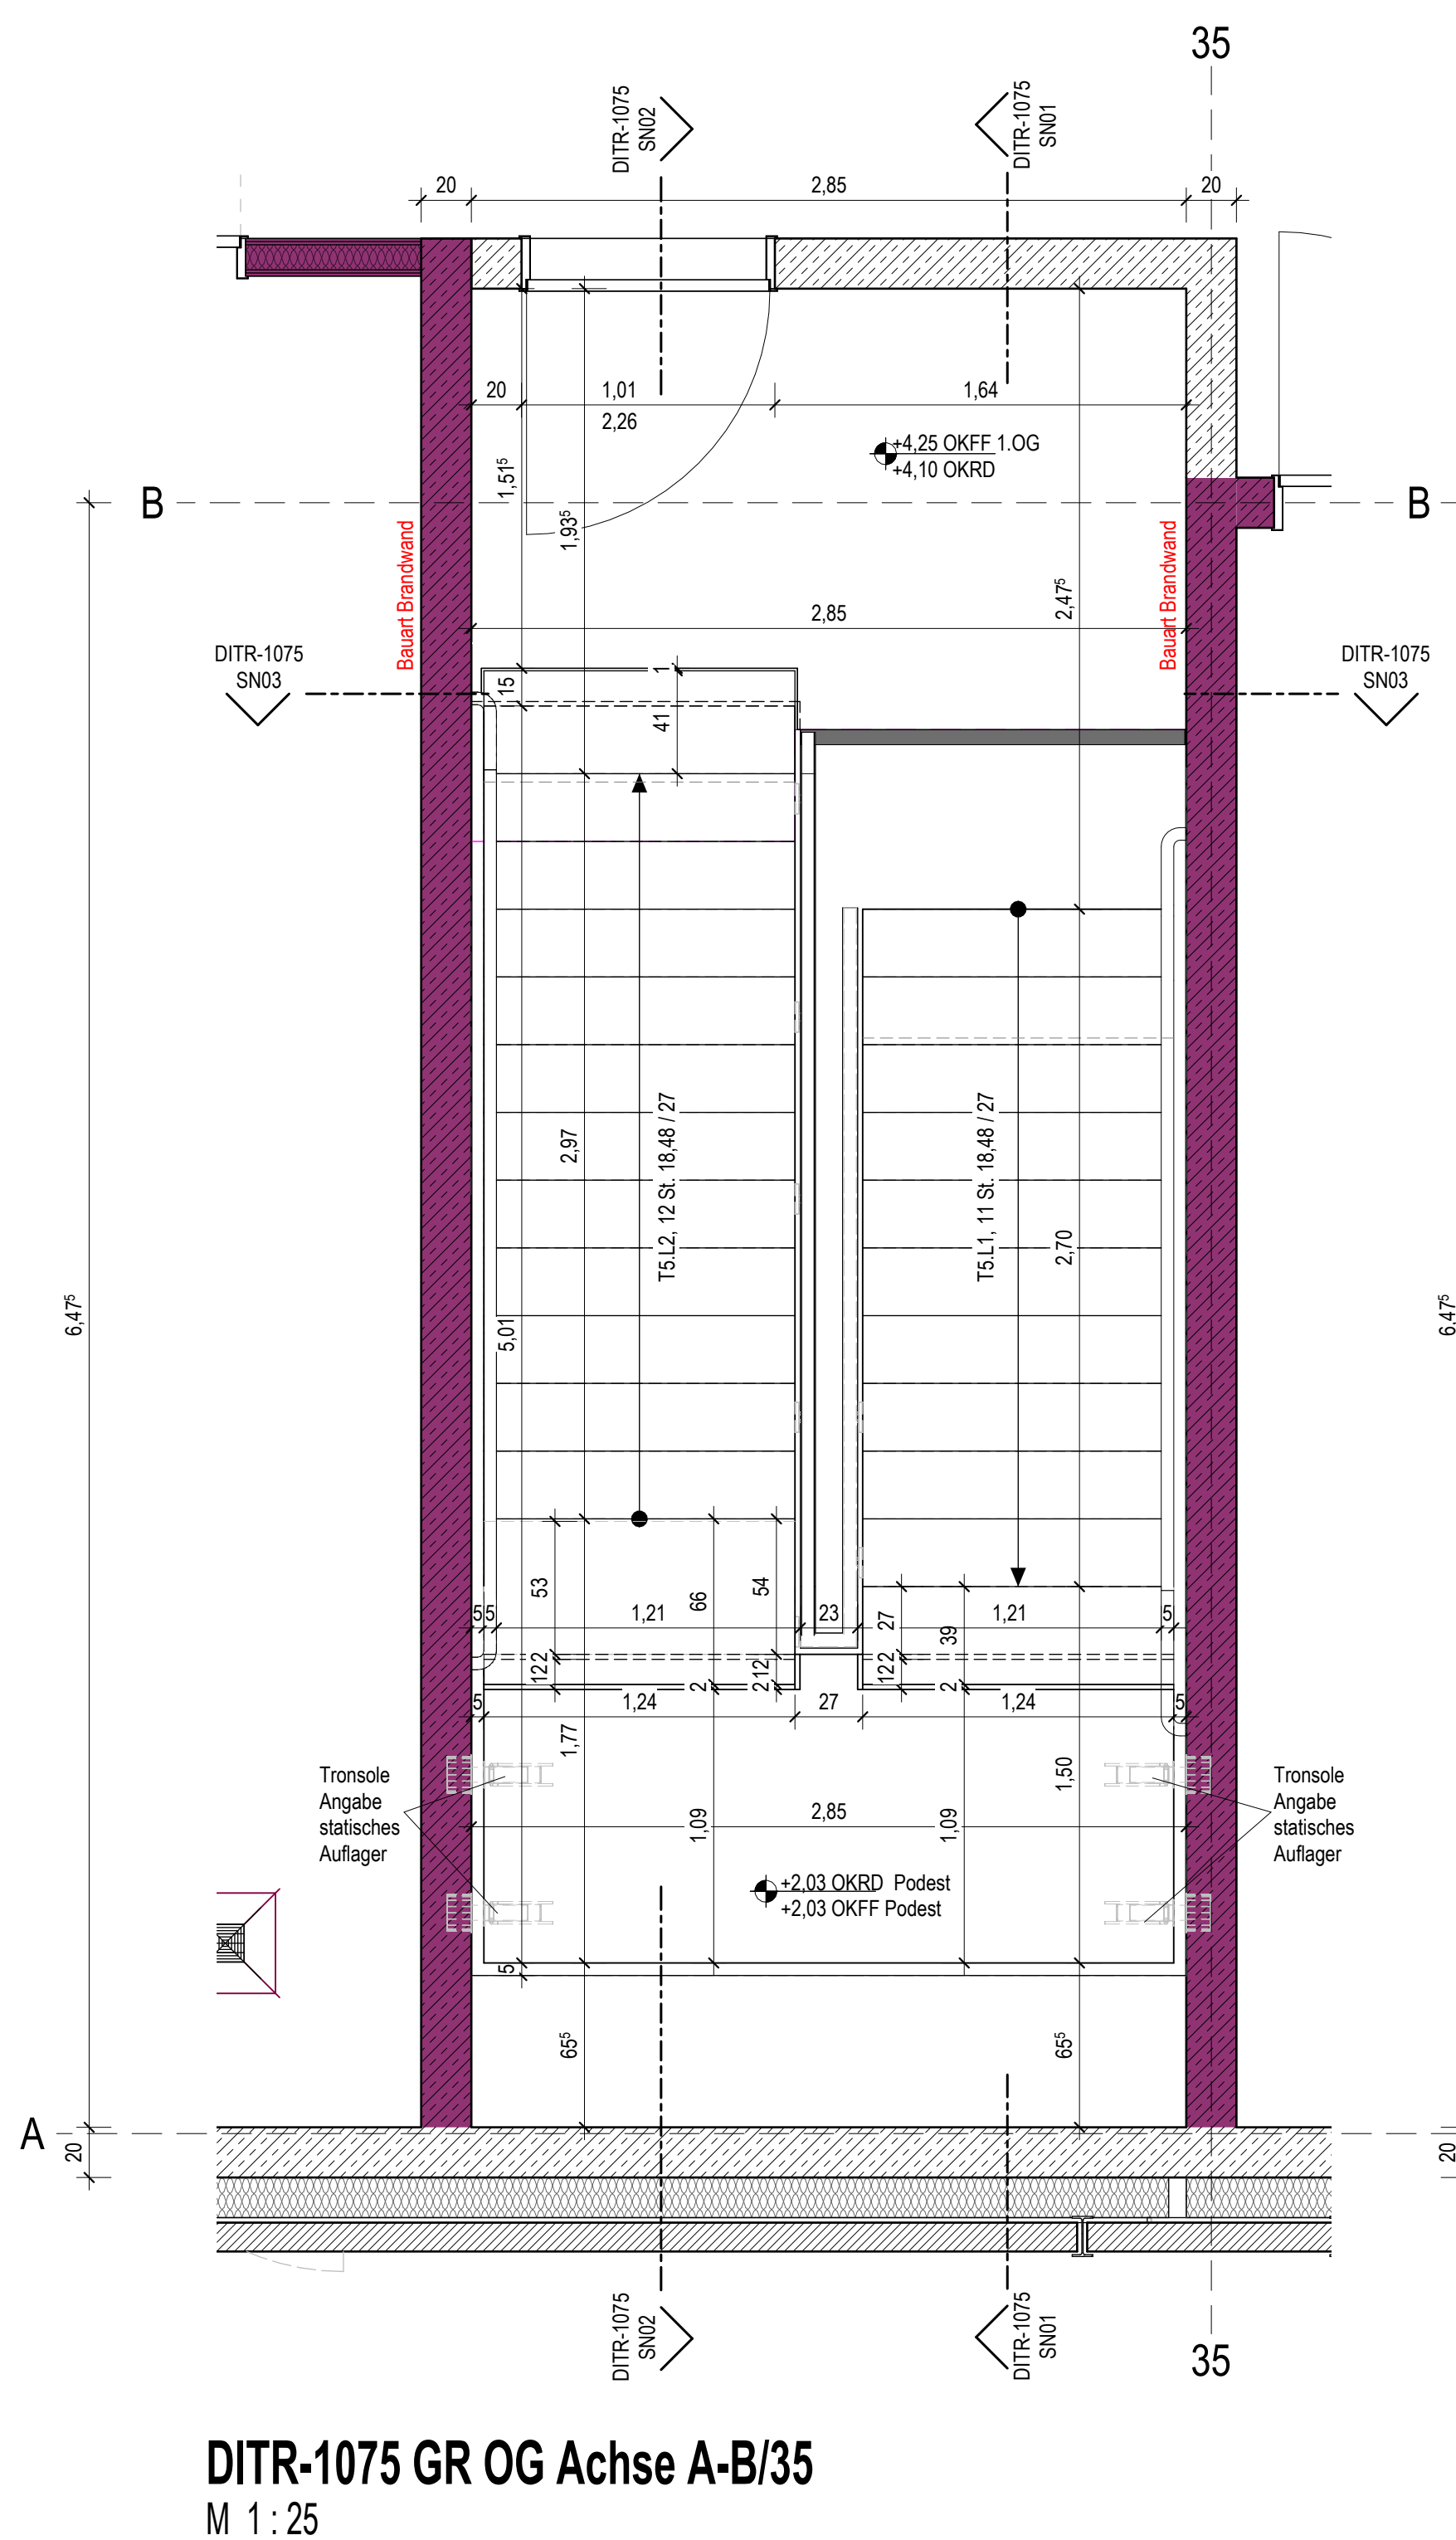 35
DITR-1075
SN02
DITR-1075
SN01
20
2,85
20
20
1,01
1,64
2,26
+4,25 OKFF 1.OG
+4,10 OKRD
1,51⁵
1,93⁵
B
B
Bauart Brandwand
Bauart Brandwand
2,47⁵
2,85
DITR-1075
SN03
DITR-1075
SN03
15
1
41
2,97
T5.L2, 12 St. 18,48 / 27
T5.L1, 11 St. 18,48 / 27
2,70
5,01
6,47⁵
6,47⁵
53
66
54
27
39
5
5
1,21
23
1,21
5
12
2
2
2
12
12
2
2
5
1,24
27
1,24
5
1,77
1,50
Tronsole
Angabe
statisches
Auflager
Tronsole
Angabe
statisches
Auflager
2,85
1,09
1,09
+2,03 OKRD Podest
+2,03 OKFF Podest
5
65⁵
65⁵
A
20
20
DITR-1075
SN02
DITR-1075
SN01
35
DITR-1075 GR OG Achse A-B/35
M 1 : 25